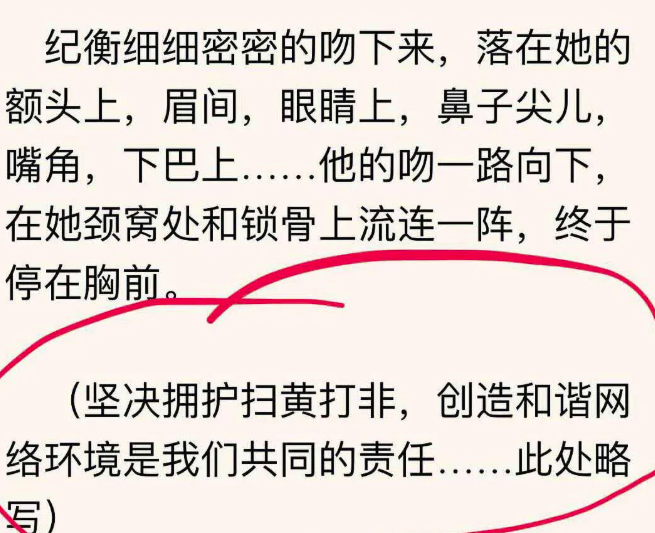 纪衡细细密密的吻下来，落在她的
额头上，眉间，眼睛上，鼻子尖儿，
嘴角，下巴上……他的吻一路向下，
在她颈窝处和锁骨上流连一阵，终于
停在胸前。
（坚决拥护扫黄打非，创造和谐网
络环境是我们共同的责任……此处略
写）